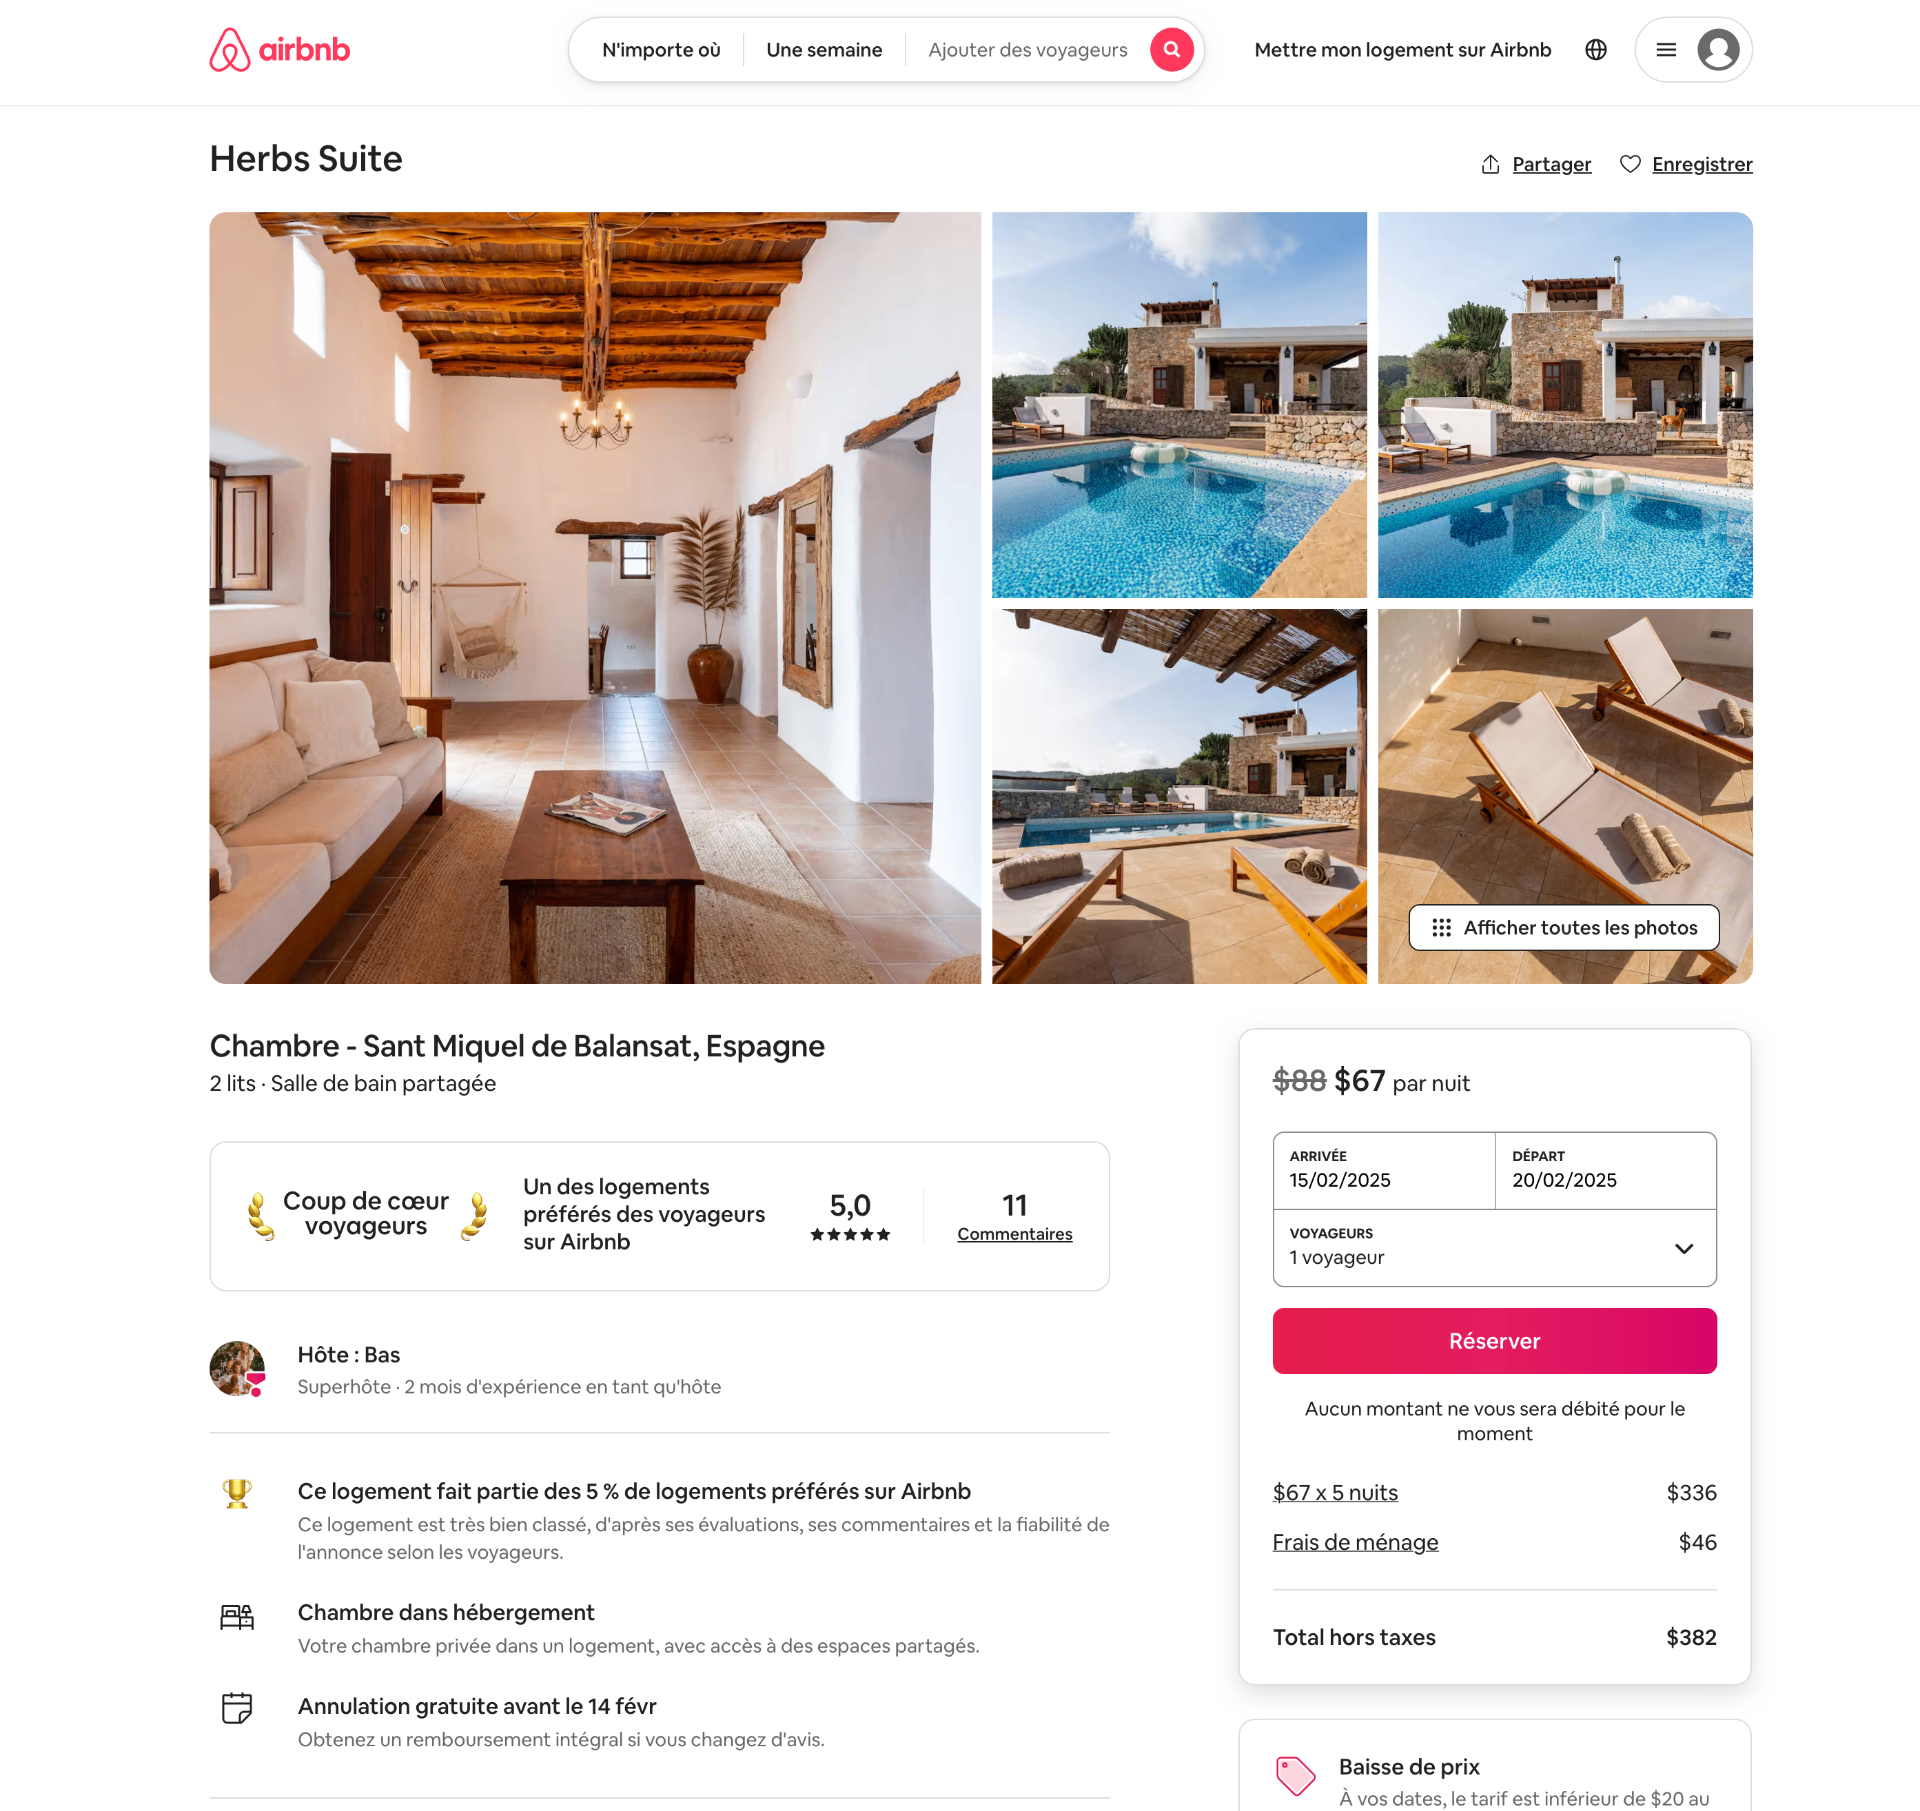 airbnb
N'importe où
Une semaine
Ajouter des voyageurs
Mettre mon logement sur Airbnb
Herbs Suite
Partager
Enregistrer
Afficher toutes les photos
Chambre - Sant Miquel de Balansat, Espagne
2 lits · Salle de bain partagée
Coup de cœur
voyageurs
Un des logements
préférés des voyageurs
sur Airbnb
5,0
11
Commentaires
Hôte : Bas
Superhôte · 2 mois d'expérience en tant qu'hôte
Ce logement fait partie des 5 % de logements préférés sur Airbnb
Ce logement est très bien classé, d'après ses évaluations, ses commentaires et la fiabilité de
l'annonce selon les voyageurs.
Chambre dans hébergement
Votre chambre privée dans un logement, avec accès à des espaces partagés.
Annulation gratuite avant le 14 févr
Obtenez un remboursement intégral si vous changez d'avis.
$88 $67 par nuit
ARRIVÉE
15/02/2025
DÉPART
20/02/2025
VOYAGEURS
1 voyageur
Réserver
Aucun montant ne vous sera débité pour le
moment
$67 x 5 nuits
$336
Frais de ménage
$46
Total hors taxes
$382
Baisse de prix
À vos dates, le tarif est inférieur de $20 au